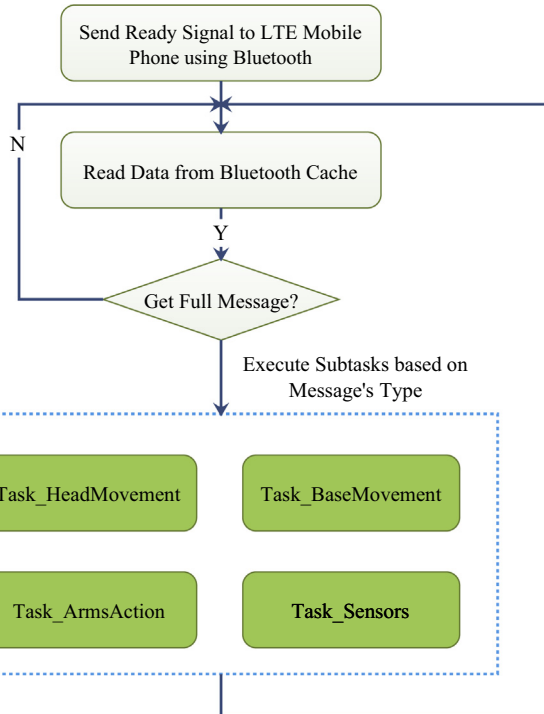 Send Ready Signal to LTE Mobile
Phone using Bluetooth
N
Read Data from Bluetooth Cache
Y
Get Full Message?
Execute Subtasks based on
Message's Type
Task_HeadMovement
Task_BaseMovement
Task_ArmsAction
Task_Sensors